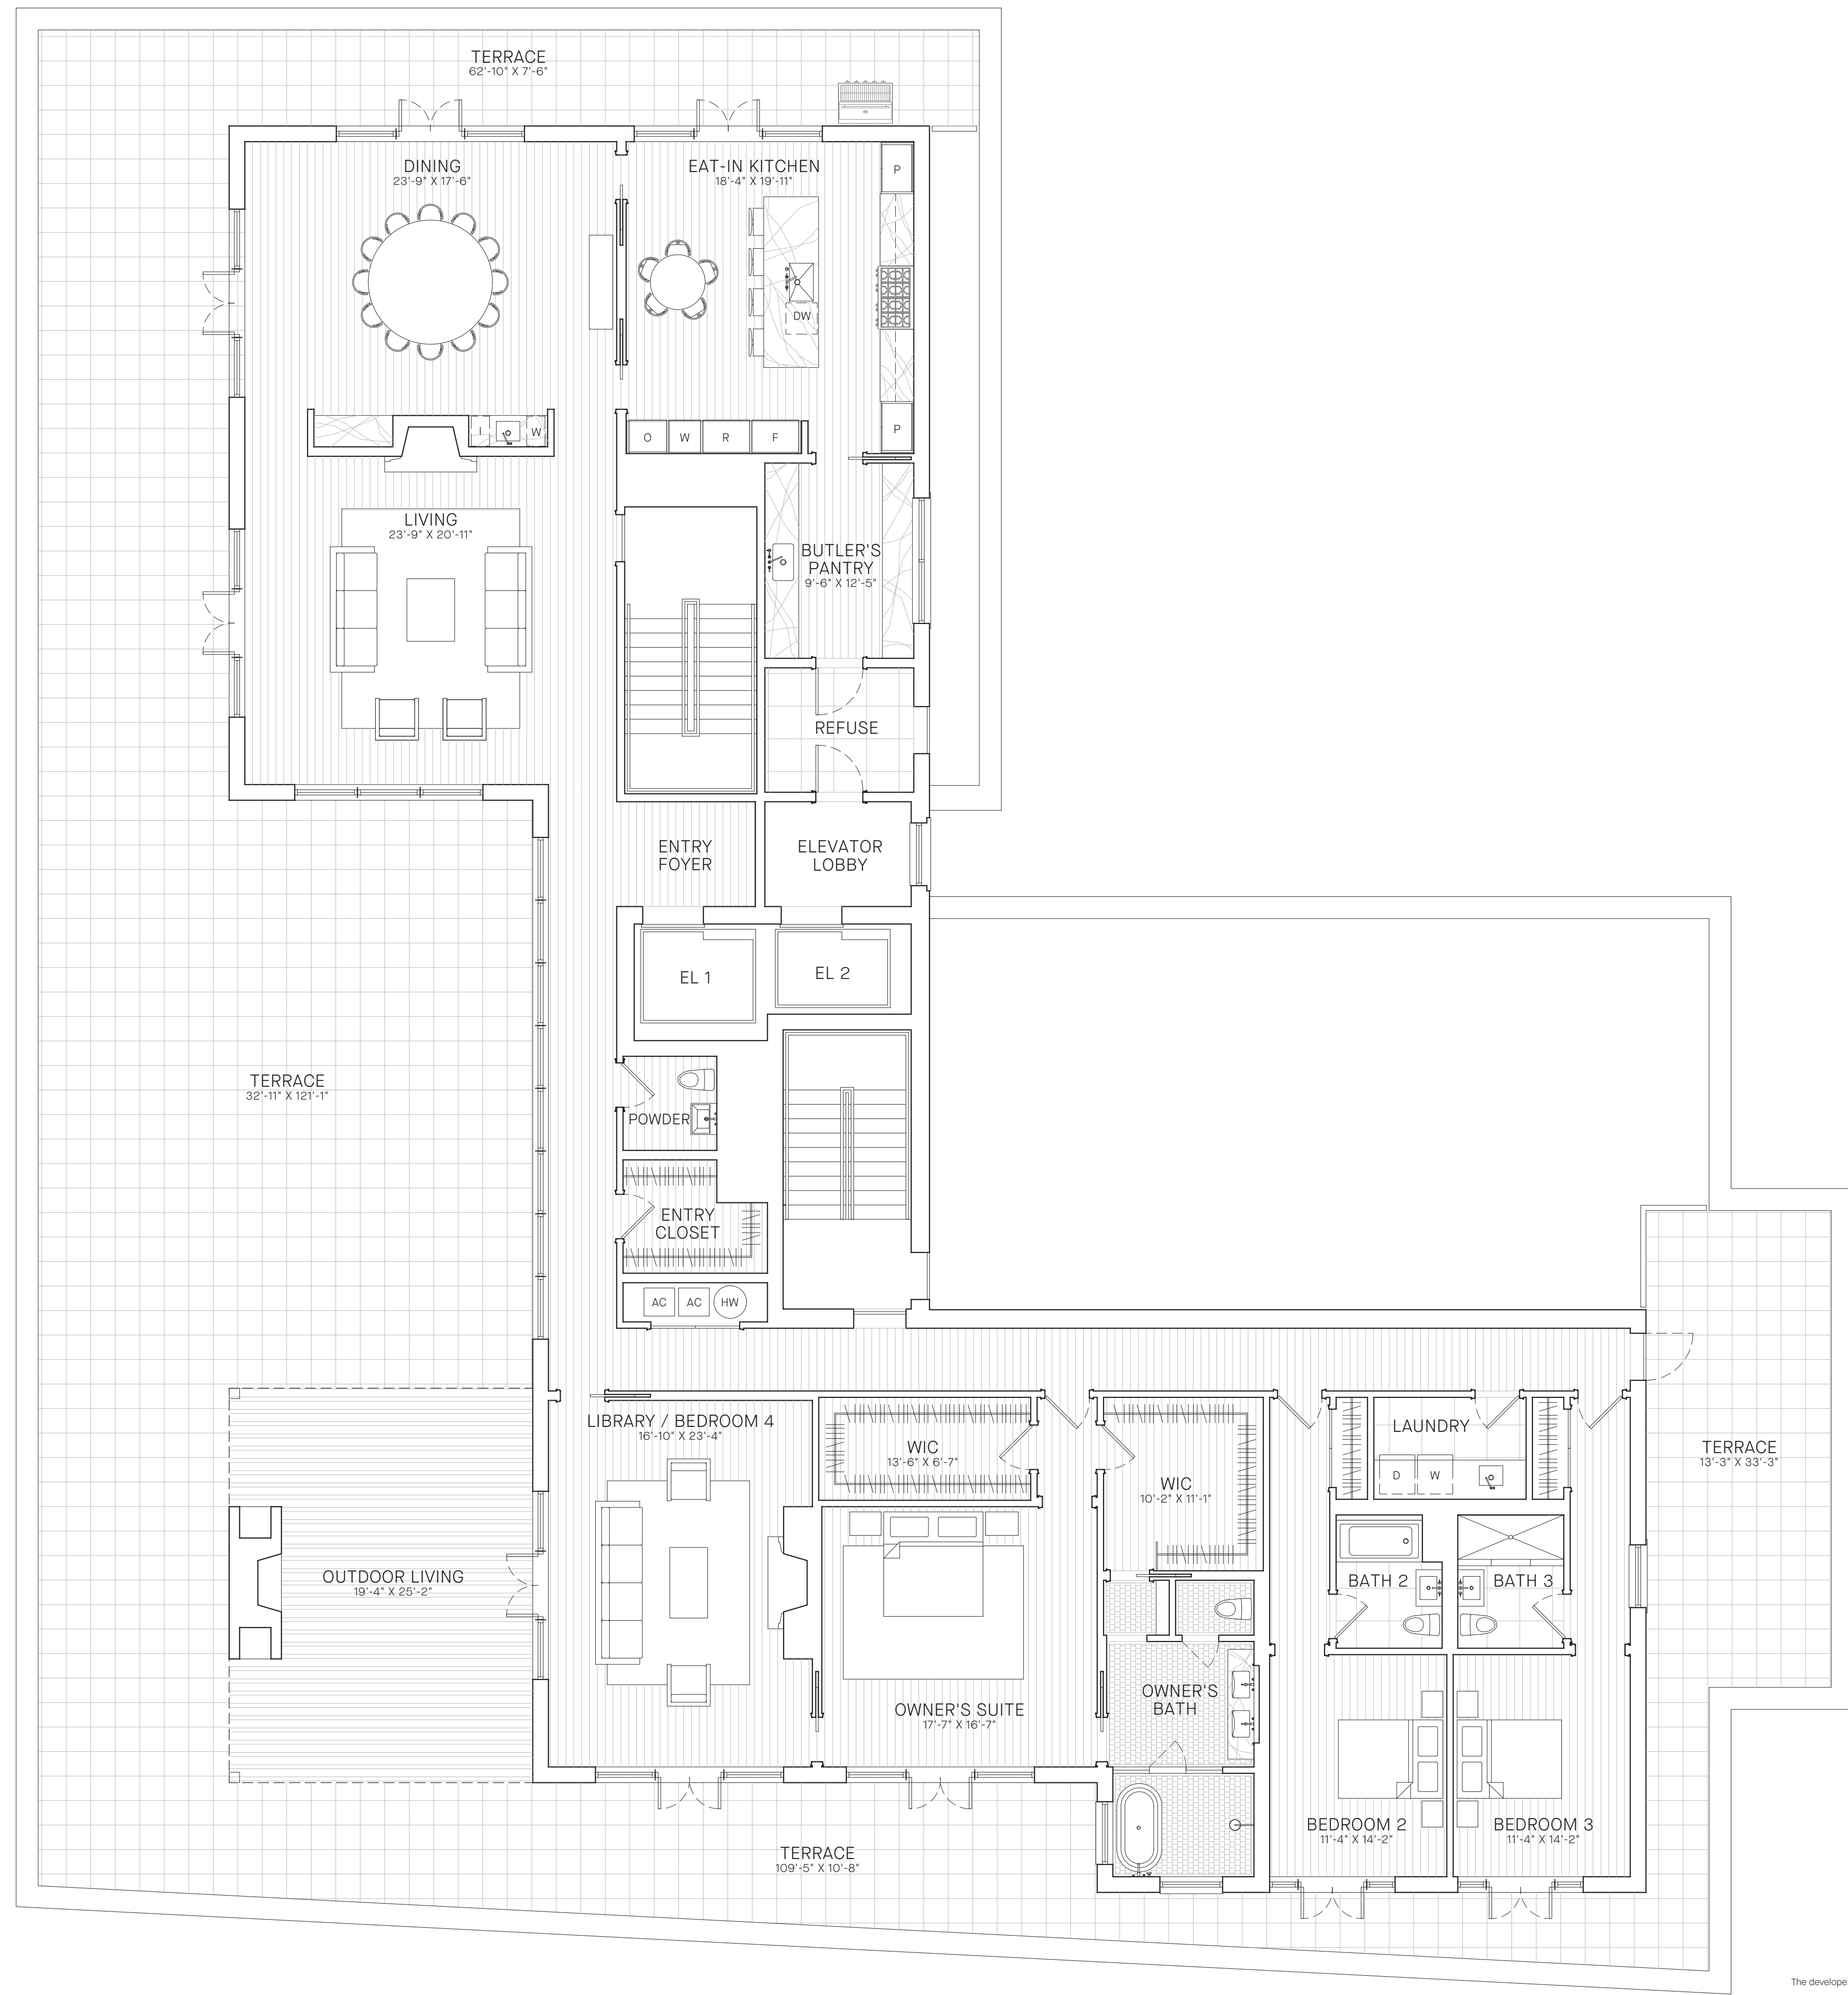 TERRACE
62'-10" X 7'-6"
DINING
23'-9" X 17'-6"
EAT-IN KITCHEN
18'-4" X 19'-11"
P
DW
P
I
W
O
W
R
F
LIVING
23'-9" X 20'-11"
BUTLER'S
PANTRY
9'-6" X 12'-5"
REFUSE
ENTRY
FOYER
ELEVATOR
LOBBY
EL 1
EL 2
TERRACE
32'-11" X 121'-1"
POWDER
ENTRY
CLOSET
AC
AC
HW
LIBRARY / BEDROOM 4
16'-10" X 23'-4"
WIC
13'-6" X 6'-7"
WIC
10'-2" X 11'-1"
LAUNDRY
D
W
TERRACE
13'-3" X 33'-3"
OUTDOOR LIVING
19'-4" X 25'-2"
BATH 2
BATH 3
OWNER'S SUITE
17'-7" X 16'-7"
OWNER'S
BATH
BEDROOM 2
11'-4" X 14'-2"
BEDROOM 3
11'-4" X 14'-2"
TERRACE
109'-5" X 10'-8"
The develope